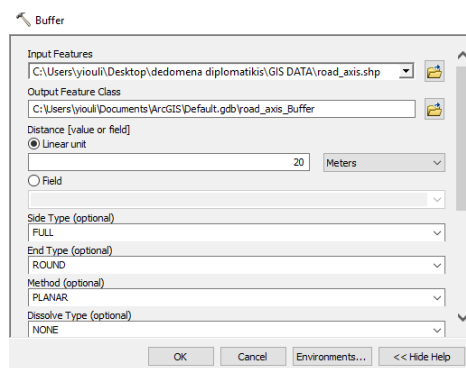 Buffer
Input Features
C:\Users\yiouli\Desktop\dedomena diplomatikis\GIS DATA\road_axis.shp
Output Feature Class
C:\Users\yiouli\Documents\ArcGIS\Default.gdb\road_axis_Buffer
Distance [value or field]
Linear unit
20 Meters
Field
Side Type (optional)
FULL
End Type (optional)
ROUND
Method (optional)
PLANAR
Dissolve Type (optional)
NONE
OK Cancel Environments... << Hide Help